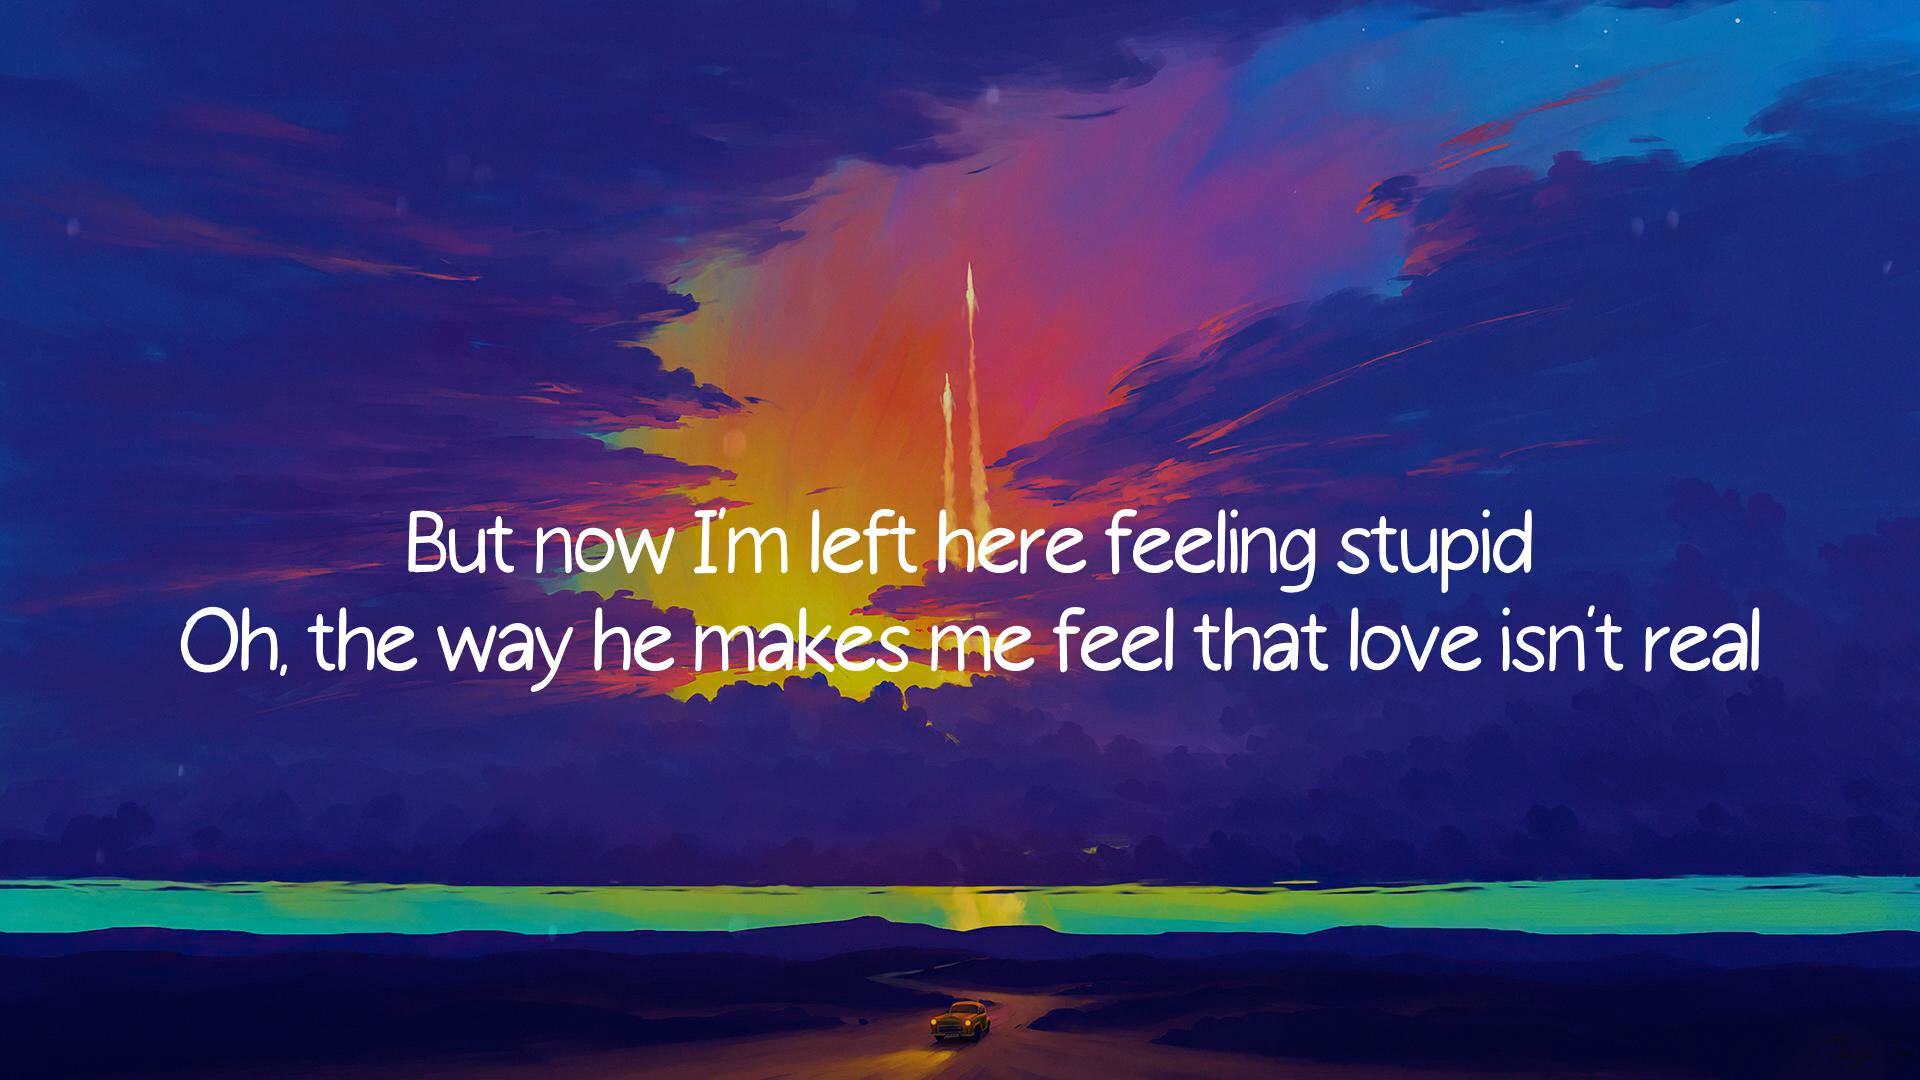 But now I'm left here feeling stupid
Oh, the way he makes me feel that love isn't real